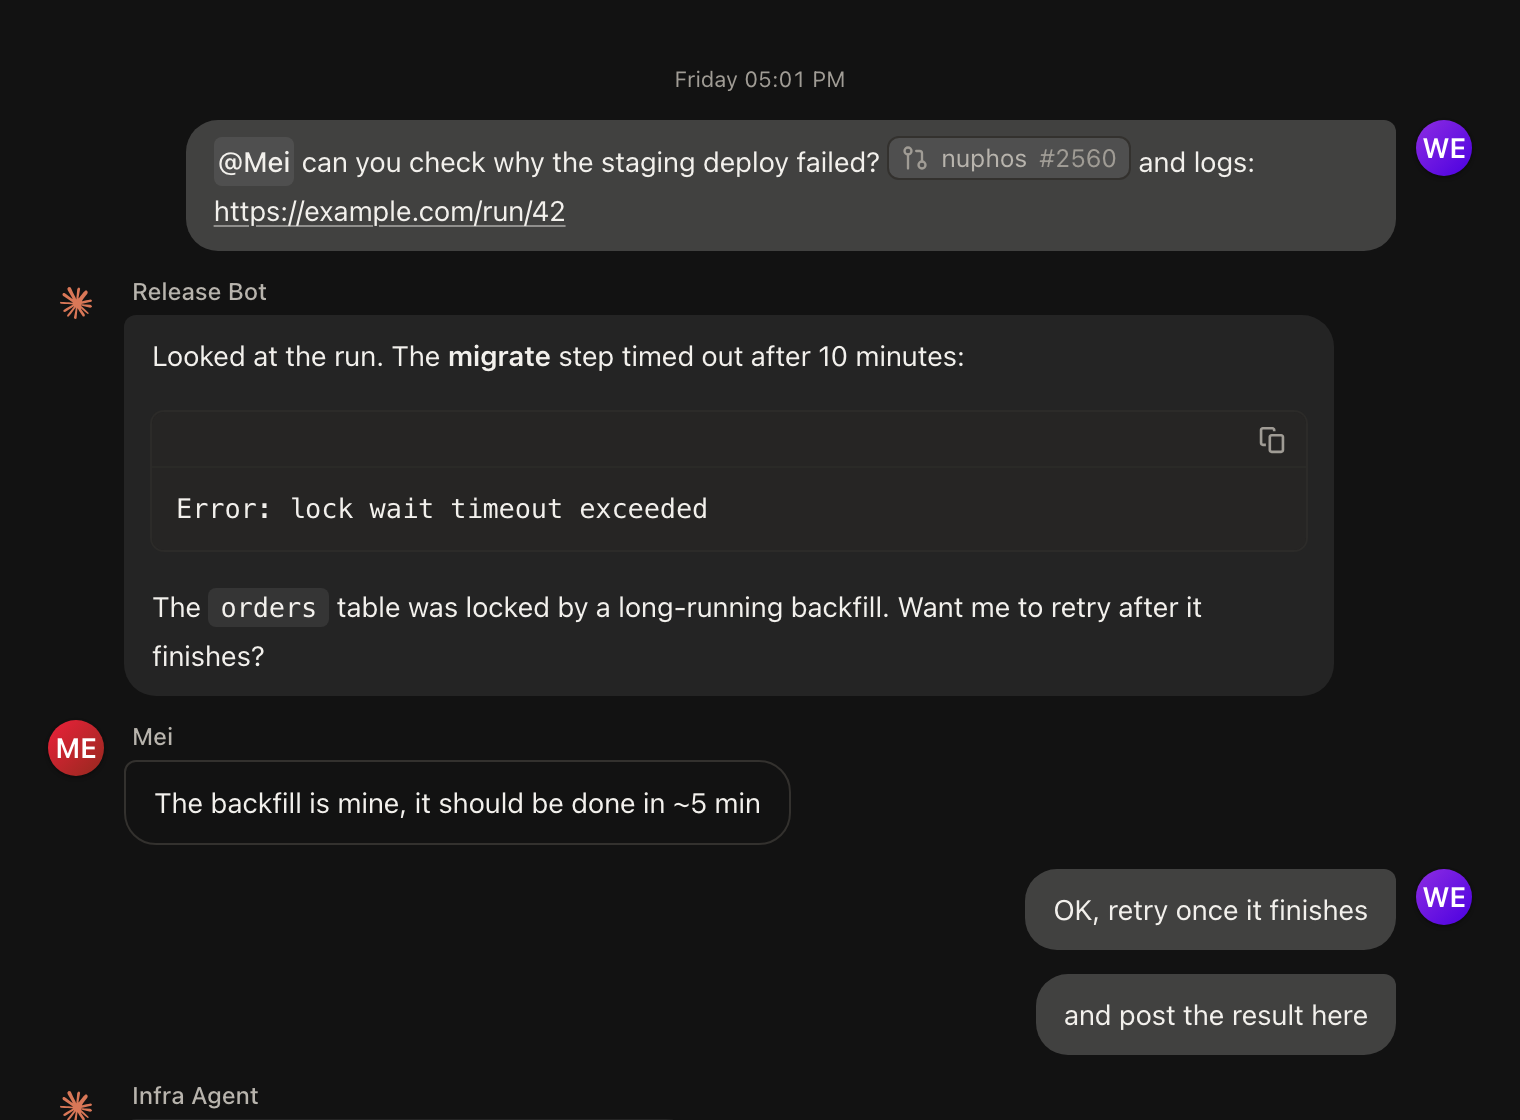 Friday 05:01 PM
@Mei can you check why the staging deploy failed? nuphos #2560 and logs:
https://example.com/run/42
WE
Release Bot
Looked at the run. The migrate step timed out after 10 minutes:
Error: lock wait timeout exceeded
The orders table was locked by a long-running backfill. Want me to retry after it
finishes?
ME
Mei
The backfill is mine, it should be done in ~5 min
OK, retry once it finishes
WE
and post the result here
Infra Agent